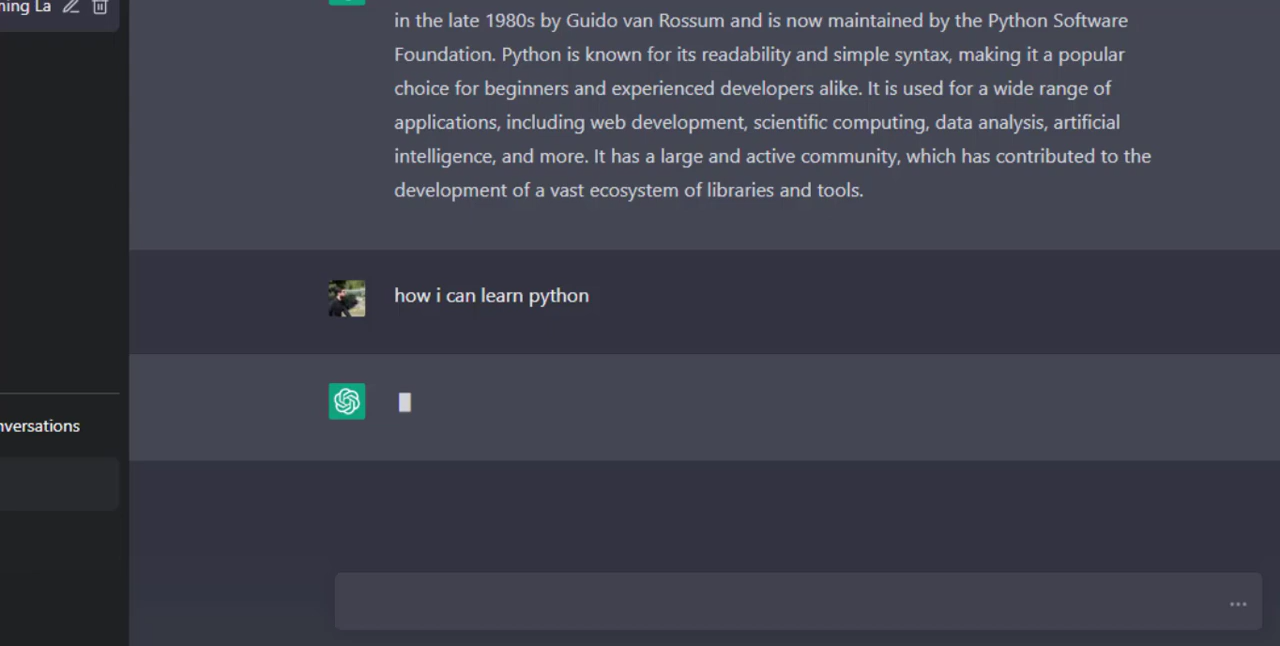 ning La
in the late 1980s by Guido van Rossum and is now maintained by the Python Software
Foundation. Python is known for its readability and simple syntax, making it a popular
choice for beginners and experienced developers alike. It is used for a wide range of
applications, including web development, scientific computing, data analysis, artificial
intelligence, and more. It has a large and active community, which has contributed to the
development of a vast ecosystem of libraries and tools.
how i can learn python
nversations